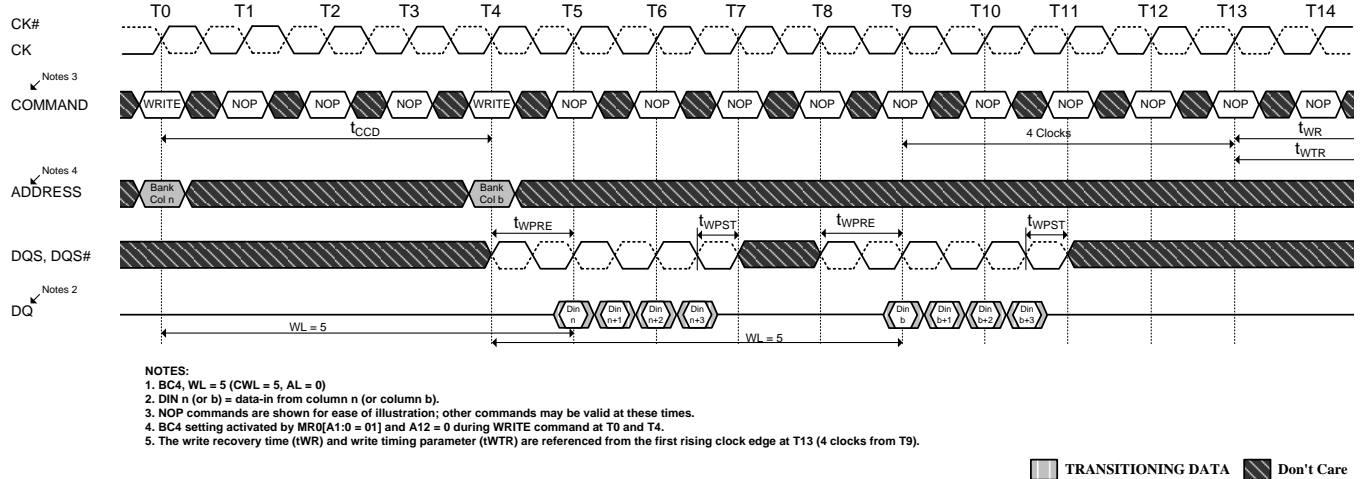 T0 T1 T2 T3 T4 T5 T6 T7 T8 T9 T10 T11 T12 T13 T14
CK#
CK
Notes 3
COMMAND
WRITE NOP NOP NOP WRITE NOP NOP NOP NOP NOP NOP NOP NOP NOP NOP
tCCD
4 Clocks
tWR
tWTR
Notes 4
ADDRESS
Bank Col n
Bank Col b
tWPRE tWPST tWPRE tWPST
DQS, DQS#
Notes 2
DQ
Din n
Din n+1
Din n+2
Din n+3
Din b
Din b+1
Din b+2
Din b+3
WL = 5
WL = 5
NOTES:
1. BC4, WL = 5 (CWL = 5, AL = 0)
2. DIN n (or b) = data-in from column n (or column b).
3. NOP commands are shown for ease of illustration; other commands may be valid at these times.
4. BC4 setting activated by MR0[A1:0 = 01] and A12 = 0 during WRITE command at T0 and T4.
5. The write recovery time (tWR) and write timing parameter (tWTR) are referenced from the first rising clock edge at T13 (4 clocks from T9).
TRANSITIONING DATA Don't Care